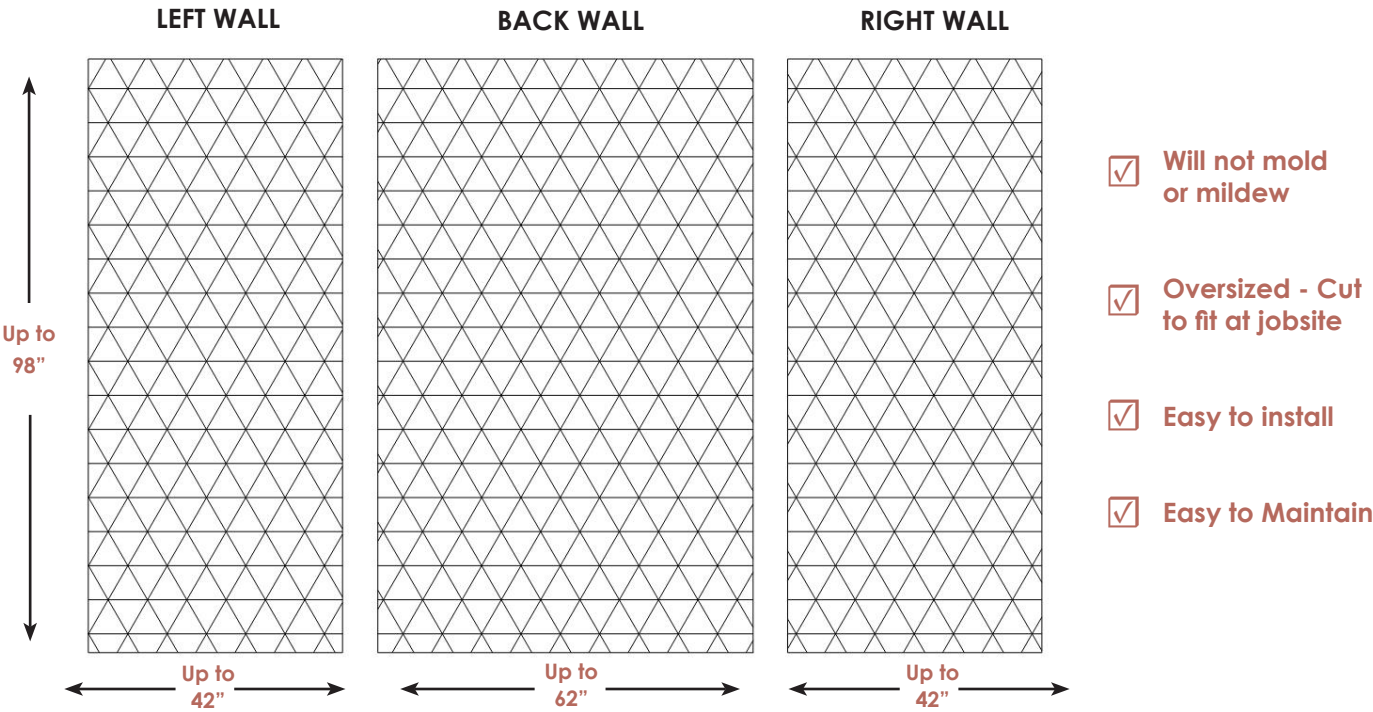 LEFT WALL
BACK WALL
RIGHT WALL
Up to
98”
Up to
42”
Up to
62”
Up to
42”
Will not mold
or mildew
Oversized - Cut
to fit at jobsite
Easy to install
Easy to Maintain